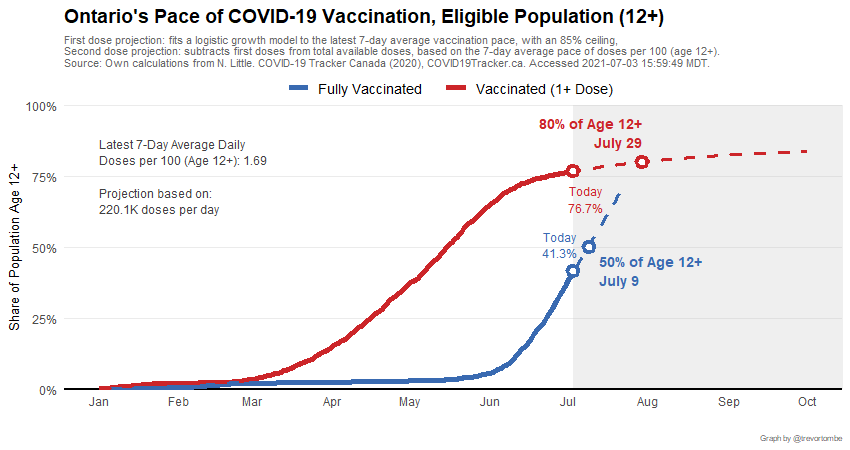 Ontario's Pace of COVID-19 Vaccination, Eligible Population (12+)
First dose projection: fits a logistic growth model to the latest 7-day average vaccination pace, with an 85% ceiling,
Second dose projection: subtracts first doses from total available doses, based on the 7-day average pace of doses per 100 (age 12+).
Source: Own calculations from N. Little. COVID-19 Tracker Canada (2020), COVID19Tracker.ca. Accessed 2021-07-03 15:59:49 MDT.
Fully Vaccinated
Vaccinated (1+ Dose)
Share of Population Age 12+
100%
75%
50%
25%
0%
Latest 7-Day Average Daily
Doses per 100 (Age 12+): 1.69
Projection based on:
220.1K doses per day
80% of Age 12+
July 29
Today
76.7%
Today
41.3%
50% of Age 12+
July 9
Jan
Feb
Mar
Apr
May
Jun
Jul
Aug
Sep
Oct
Graph by @trevortombe